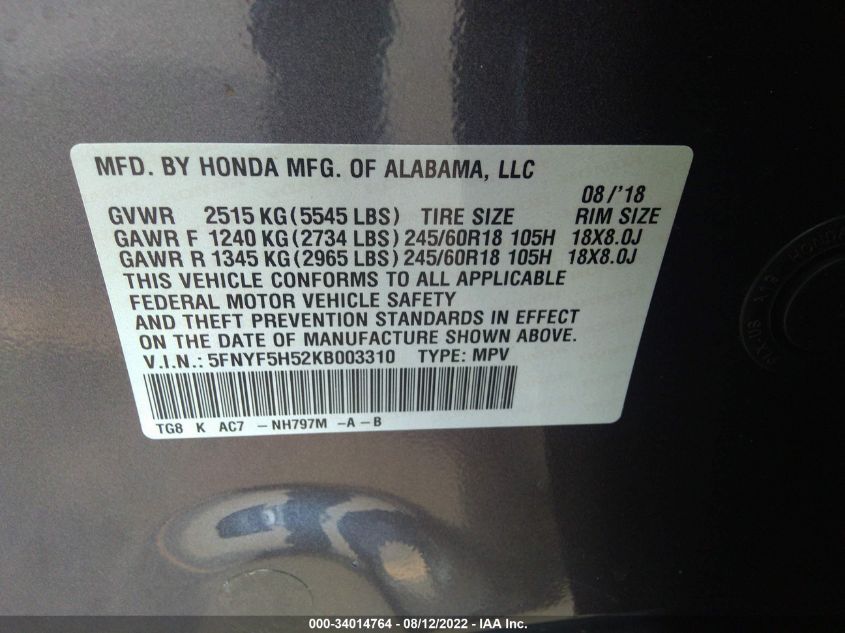 MFD. BY HONDA MFG. OF ALABAMA, LLC
08/'18
GVWR 2515 KG (5545 LBS) TIRE SIZE RIM SIZE
GAWR F 1240 KG (2734 LBS) 245/60R18 105H 18X8.0J
GAWR R 1345 KG (2965 LBS) 245/60R18 105H 18X8.0J
THIS VEHICLE CONFORMS TO ALL APPLICABLE
FEDERAL MOTOR VEHICLE SAFETY
AND THEFT PREVENTION STANDARDS IN EFFECT
ON THE DATE OF MANUFACTURE SHOWN ABOVE.
V.I.N.: 5FNYF5H52KB003310 TYPE: MPV
TG8 K AC7 -NH797M -A-B
HONDA
000-34014764 - 08/12/2022 - IAA Inc.